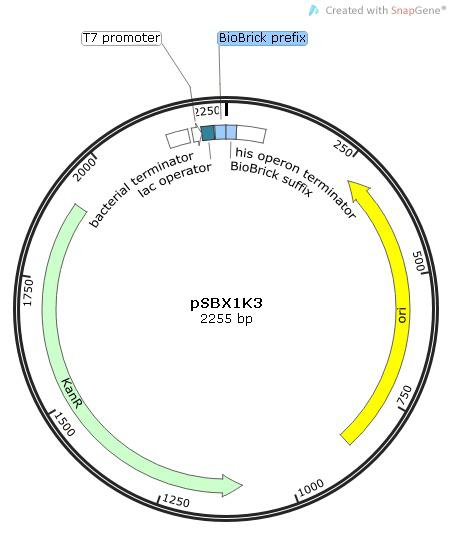 Created with SnapGene®
T7 promoter
BioBrick prefix
2250
250
500
750
1000
1250
1500
1750
2000
bacterial terminator
lac operator
his operon terminator
BioBrick suffix
ori
KanR
pSBX1K3
2255 bp